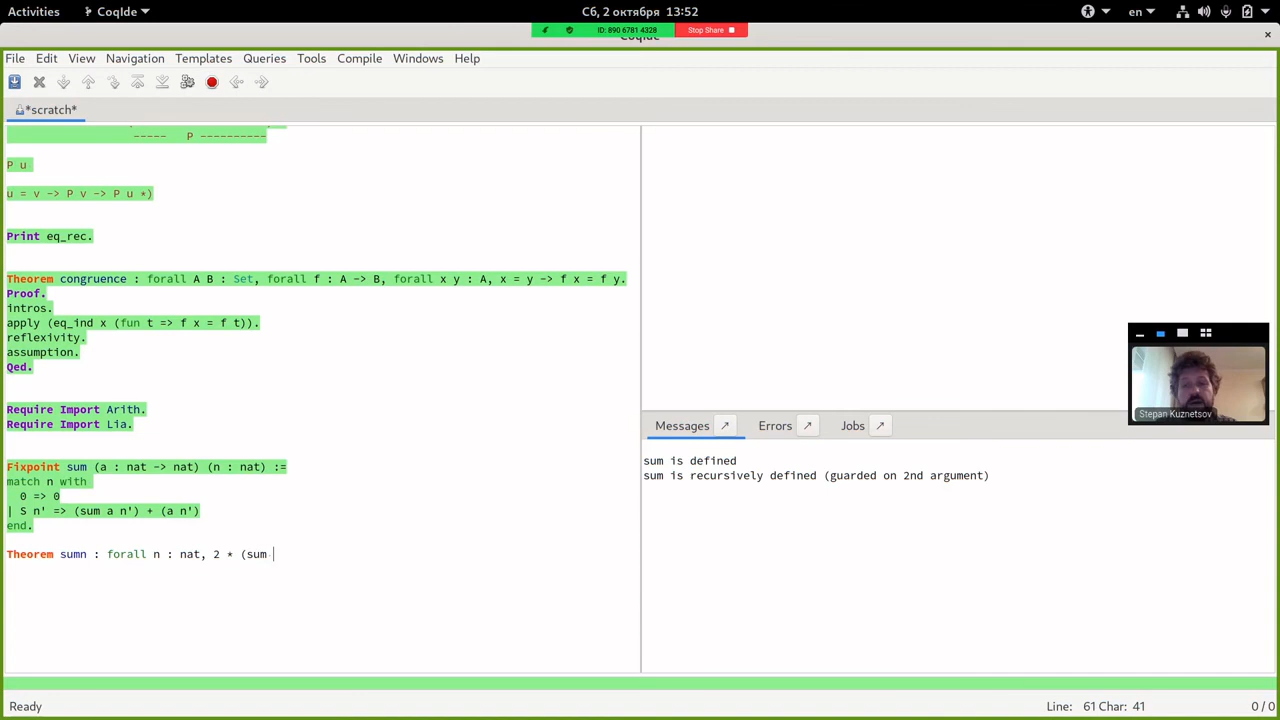 Activities CoqIde Сб, 2 октября 13:52 en
ID: 890 6781 4328 Stop Share
CoqIde
File Edit View Navigation Templates Queries Tools Compile Windows Help
*scratch*
----- P ----------
P u
u = v -> P v -> P u *)
Print eq_rec.
Theorem congruence : forall A B : Set, forall f : A -> B, forall x y : A, x = y -> f x = f y.
Proof.
intros.
apply (eq_ind x (fun t => f x = f t)).
reflexivity.
assumption.
Qed.
Require Import Arith.
Require Import Lia.
Fixpoint sum (a : nat -> nat) (n : nat) :=
match n with
0 => 0
| S n' => (sum a n') + (a n')
end.
Theorem sumn : forall n : nat, 2 * (sum
Messages Errors Jobs
sum is defined
sum is recursively defined (guarded on 2nd argument)
Stepan Kuznetsov
Ready Line: 61 Char: 41 0 / 0